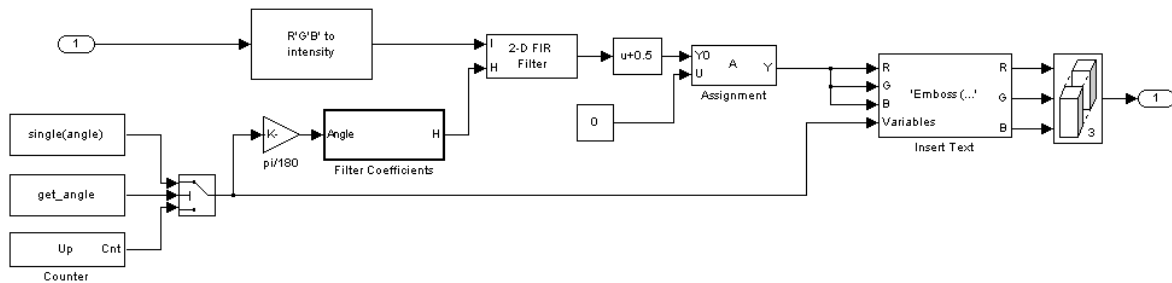 1
R'G'B' to
intensity
I
H
2-D FIR
Filter
u+0.5
Y0
U
A
Y
Assignment
0
R
G
B
Variables
'Emboss (...'
R
G
B
Insert Text
3
1
single(angle)
get_angle
Up
Cnt
Counter
K-
pi/180
Angle
H
Filter Coefficients